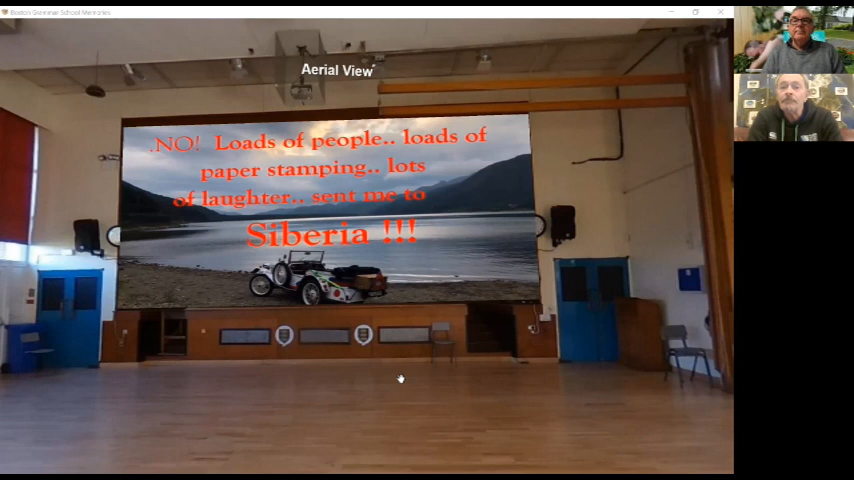 Boston Grammar School Memories
Aerial View
.NO! Loads of people.. loads of
paper stamping.. lots
of laughter.. sent me to
Siberia !!!